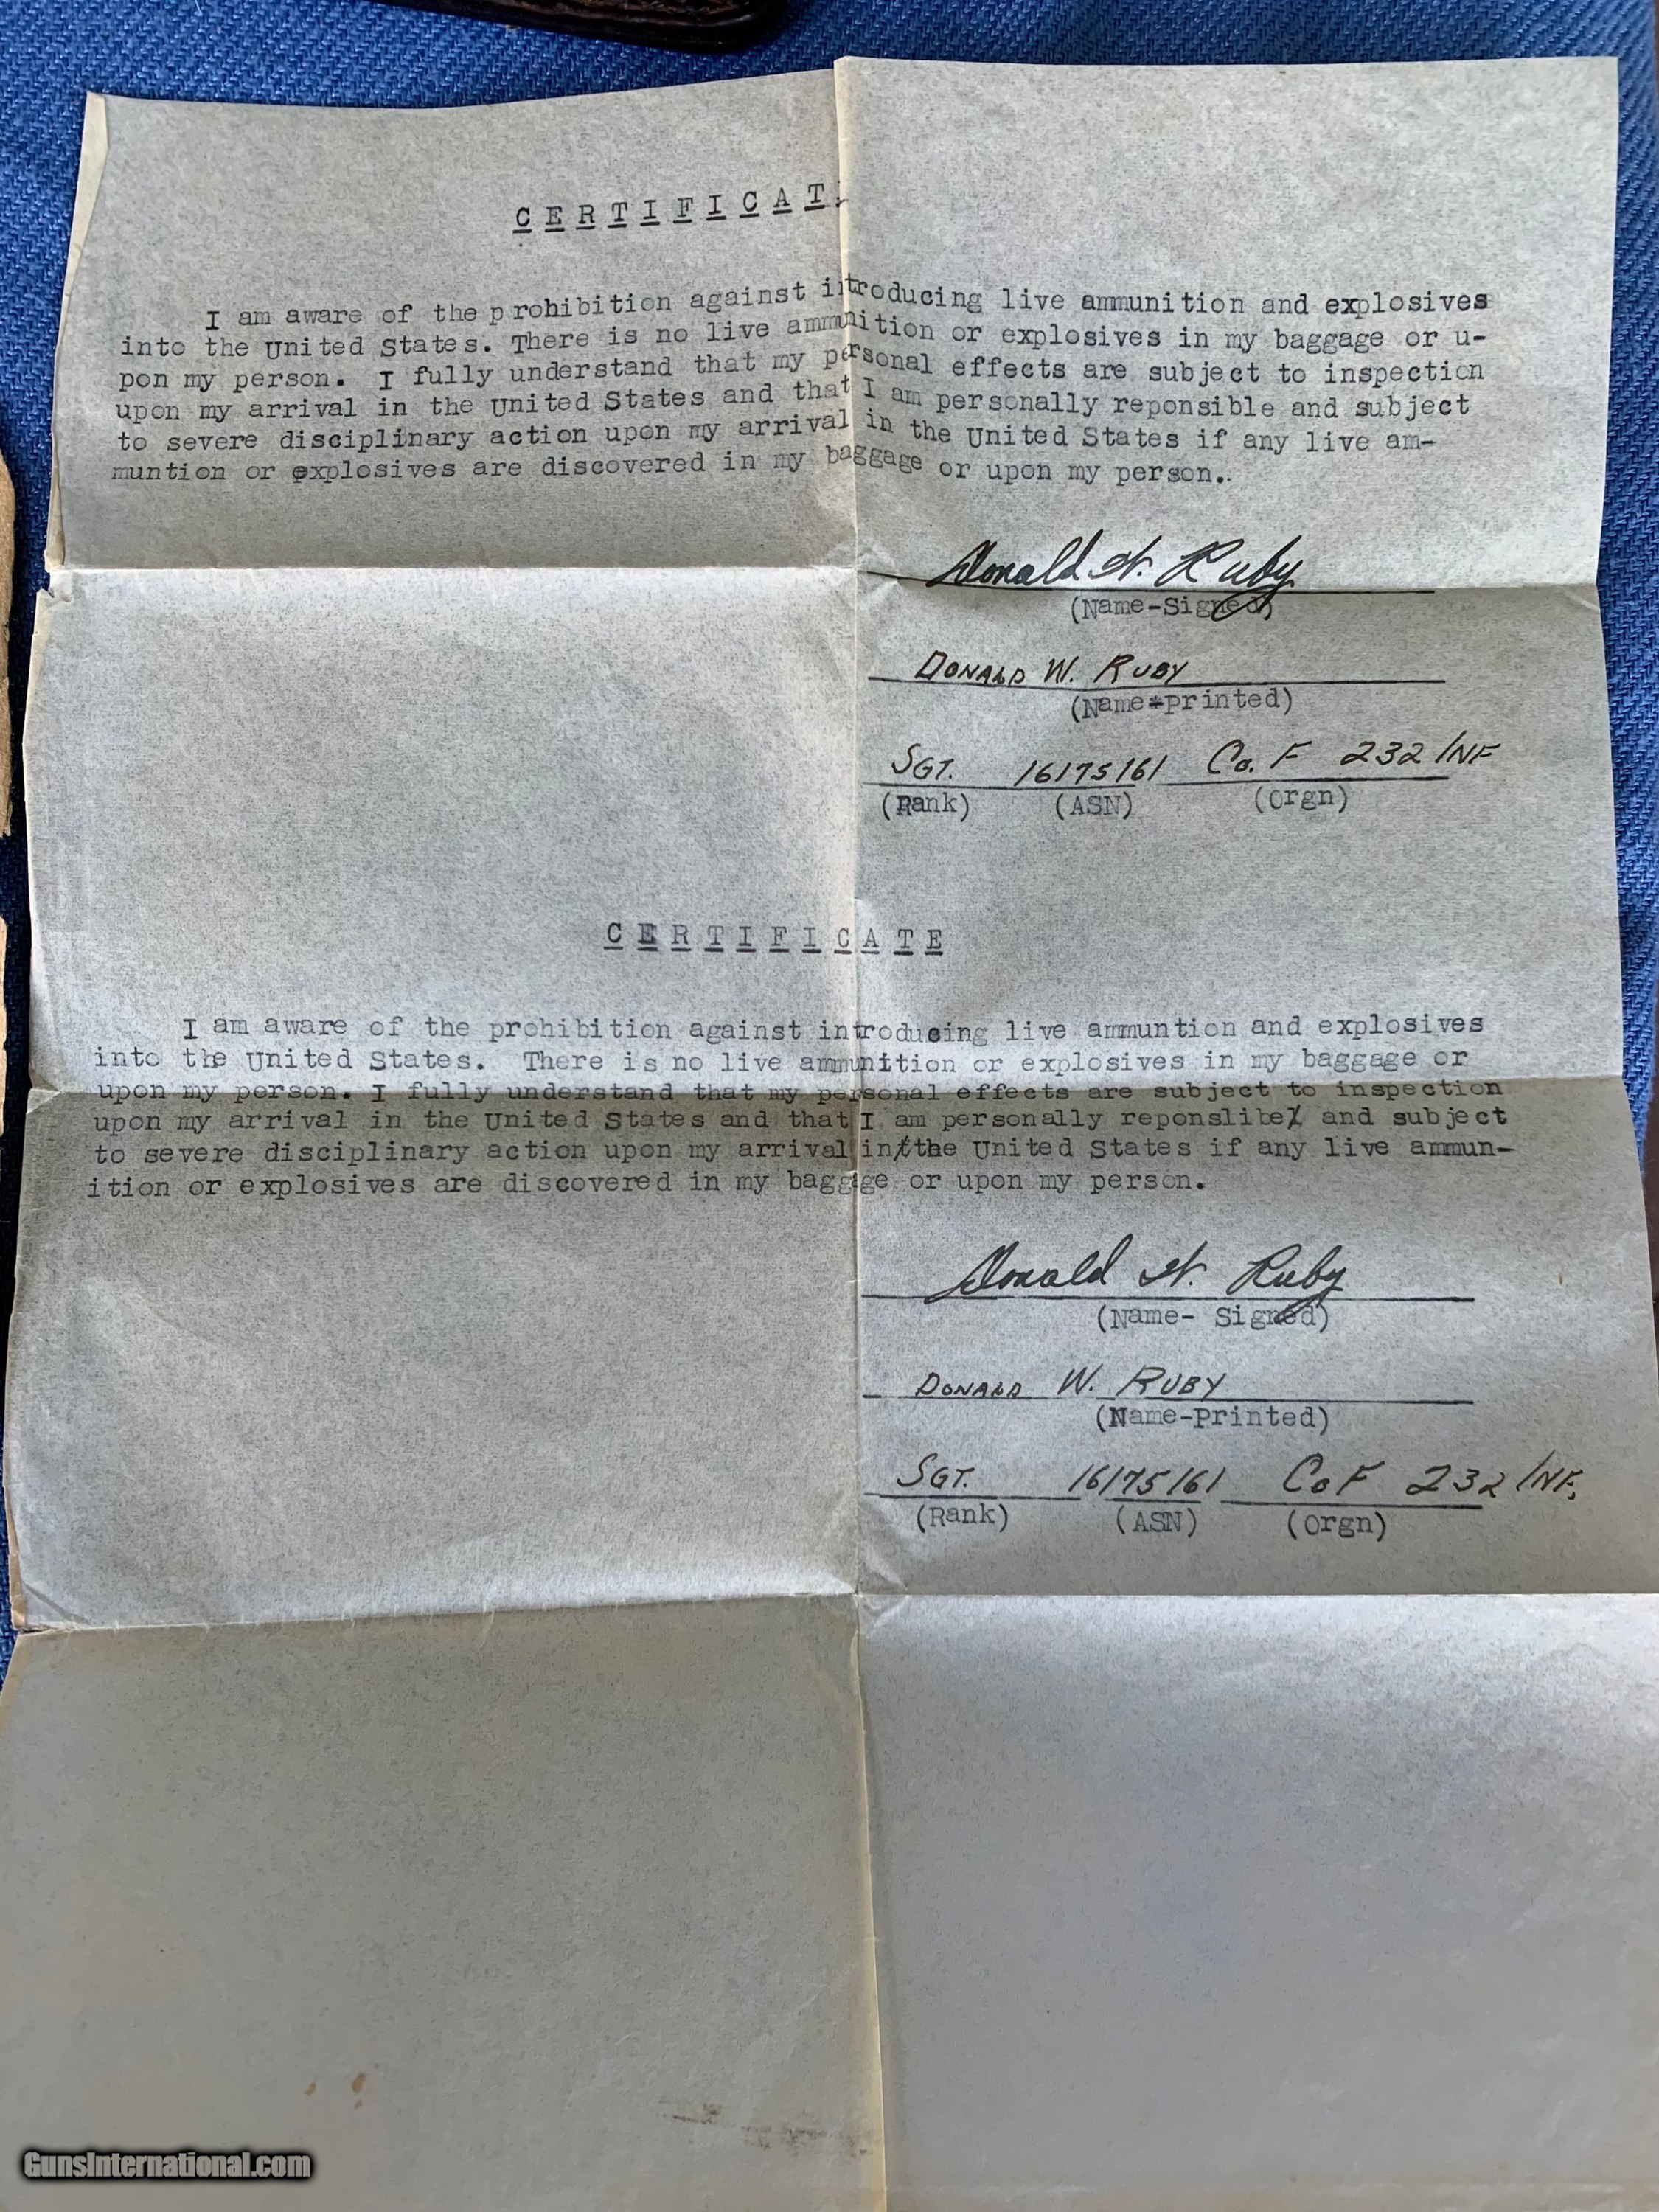 CERTIFICAT
I am aware of the prohibition against introducing live ammunition and explosives
into the United States. There is no live ammunition or explosives in my baggage or u-
pon my person. I fully understand that my personal effects are subject to inspection
upon my arrival in the United States and that I am personally reponsible and subject
to severe disciplinary action upon my arrival in the United States if any live am-
muntion or explosives are discovered in my baggage or upon my person.
Donald W. Ruby
(Name-Signed)
DONALD W. RUBY
(Name-printed)
SGT. 16175161 Co. F 232 INF
(Rank) (ASN) (Orgn)
CERTIFICATE
I am aware of the prohibition against introducing live ammuntion and explosives
into the United States. There is no live ammunition or explosives in my baggage or
upon my person. I fully understand that my personal effects are subject to inspection
upon my arrival in the United States and that I am personally reponslibe/ and subject
to severe disciplinary action upon my arrival in/the United States if any live ammun-
ition or explosives are discovered in my baggage or upon my person.
Donald W. Ruby
(Name- Signed)
DONALD W. RUBY
(Name-Printed)
SGT. 16175161 Co F 232 INF.
(Rank) (ASN) (Orgn)
GunsInternational.com